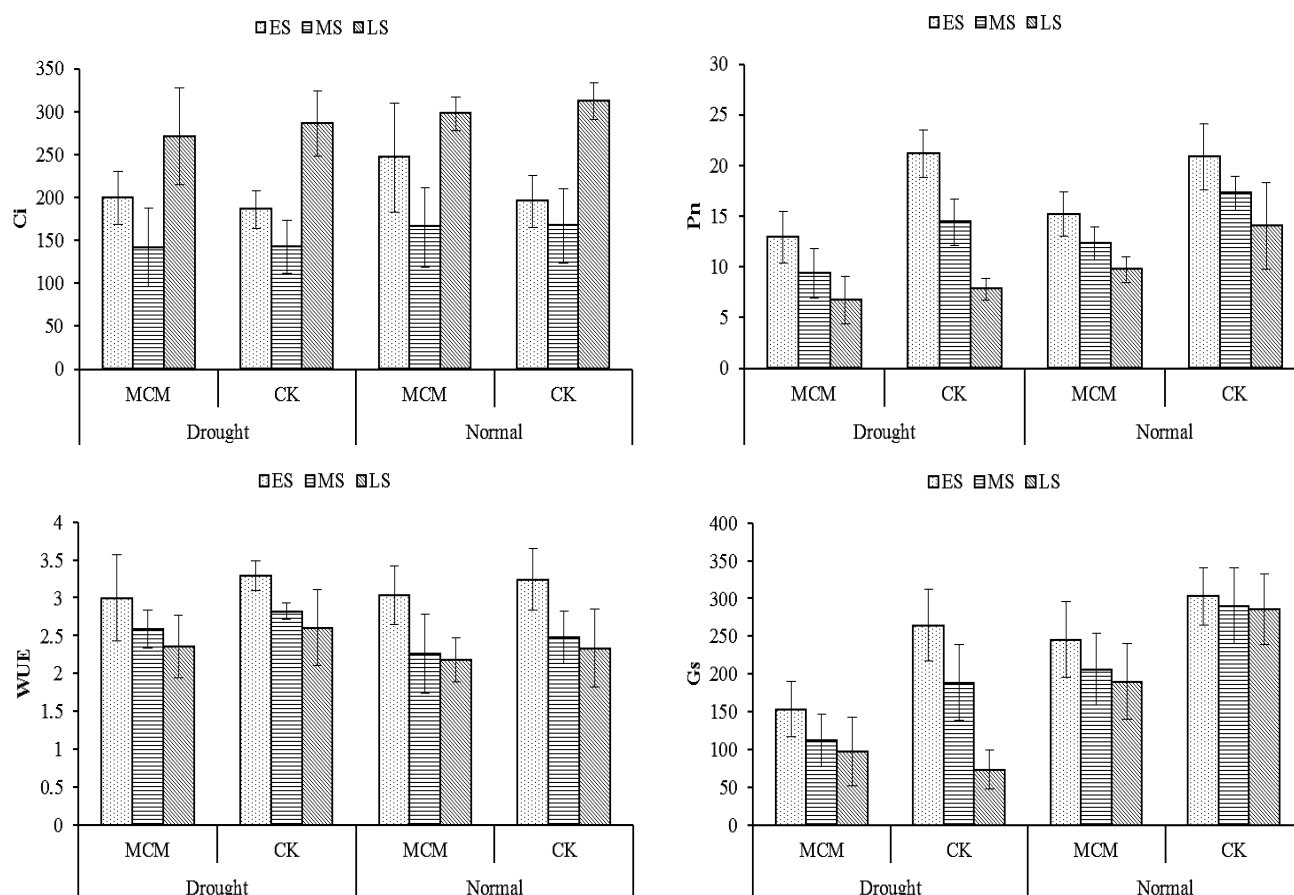 ES MS LS
350
300
250
200
150
100
50
0
Ci
MCM CK MCM CK
Drought Normal
ES MS LS
30
25
20
15
10
5
0
Pn
MCM CK MCM CK
Drought Normal
ES MS LS
4
3.5
3
2.5
2
1.5
1
0.5
0
WUE
MCM CK MCM CK
Drought Normal
ES MS LS
400
350
300
250
200
150
100
50
0
Gs
MCM CK MCM CK
Drought Normal